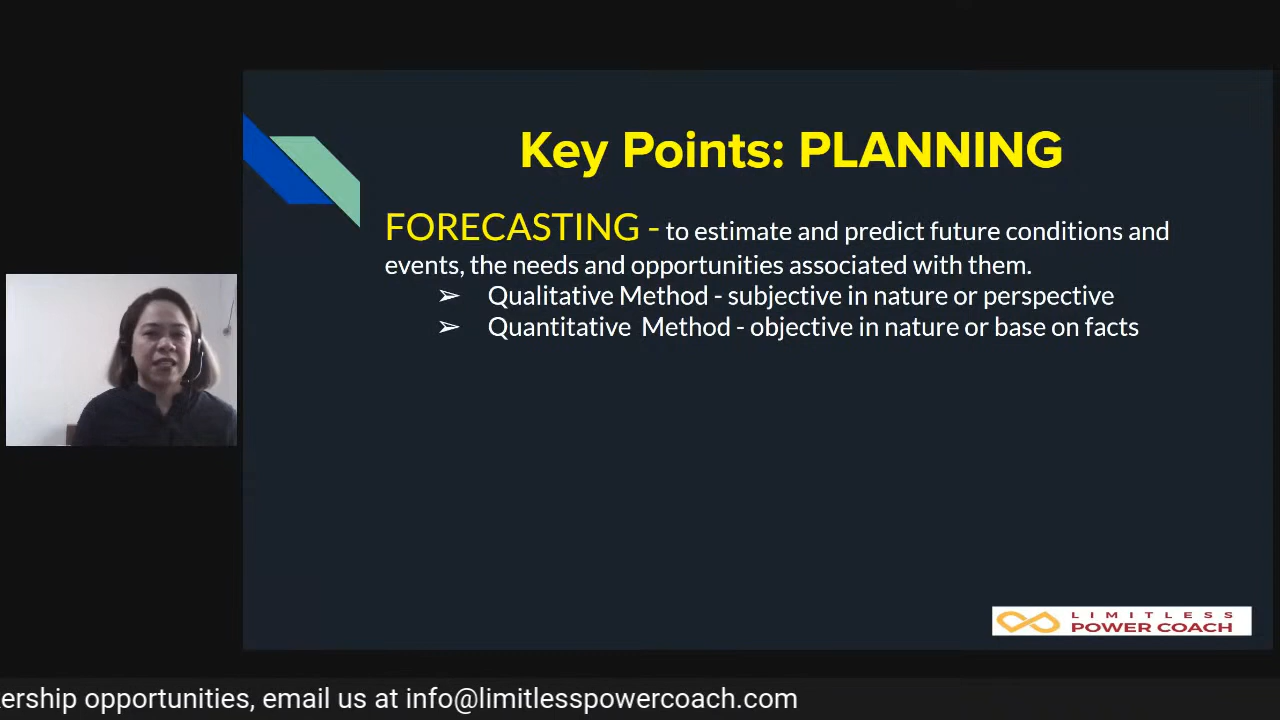 Key Points: PLANNING
FORECASTING - to estimate and predict future conditions and
events, the needs and opportunities associated with them.
➢ Qualitative Method - subjective in nature or perspective
➢ Quantitative Method - objective in nature or base on facts
LIMITLESS
POWER COACH
ership opportunities, email us at info@limitlesspowercoach.com